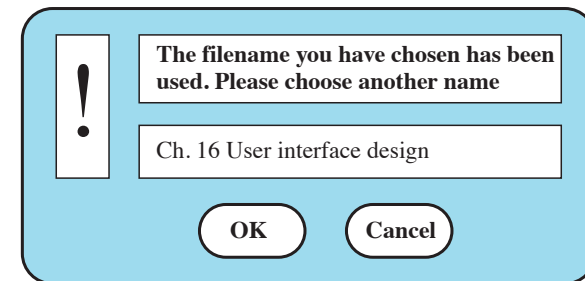 !
The filename you have chosen has been
used. Please choose another name
Ch. 16 User interface design
OK
Cancel